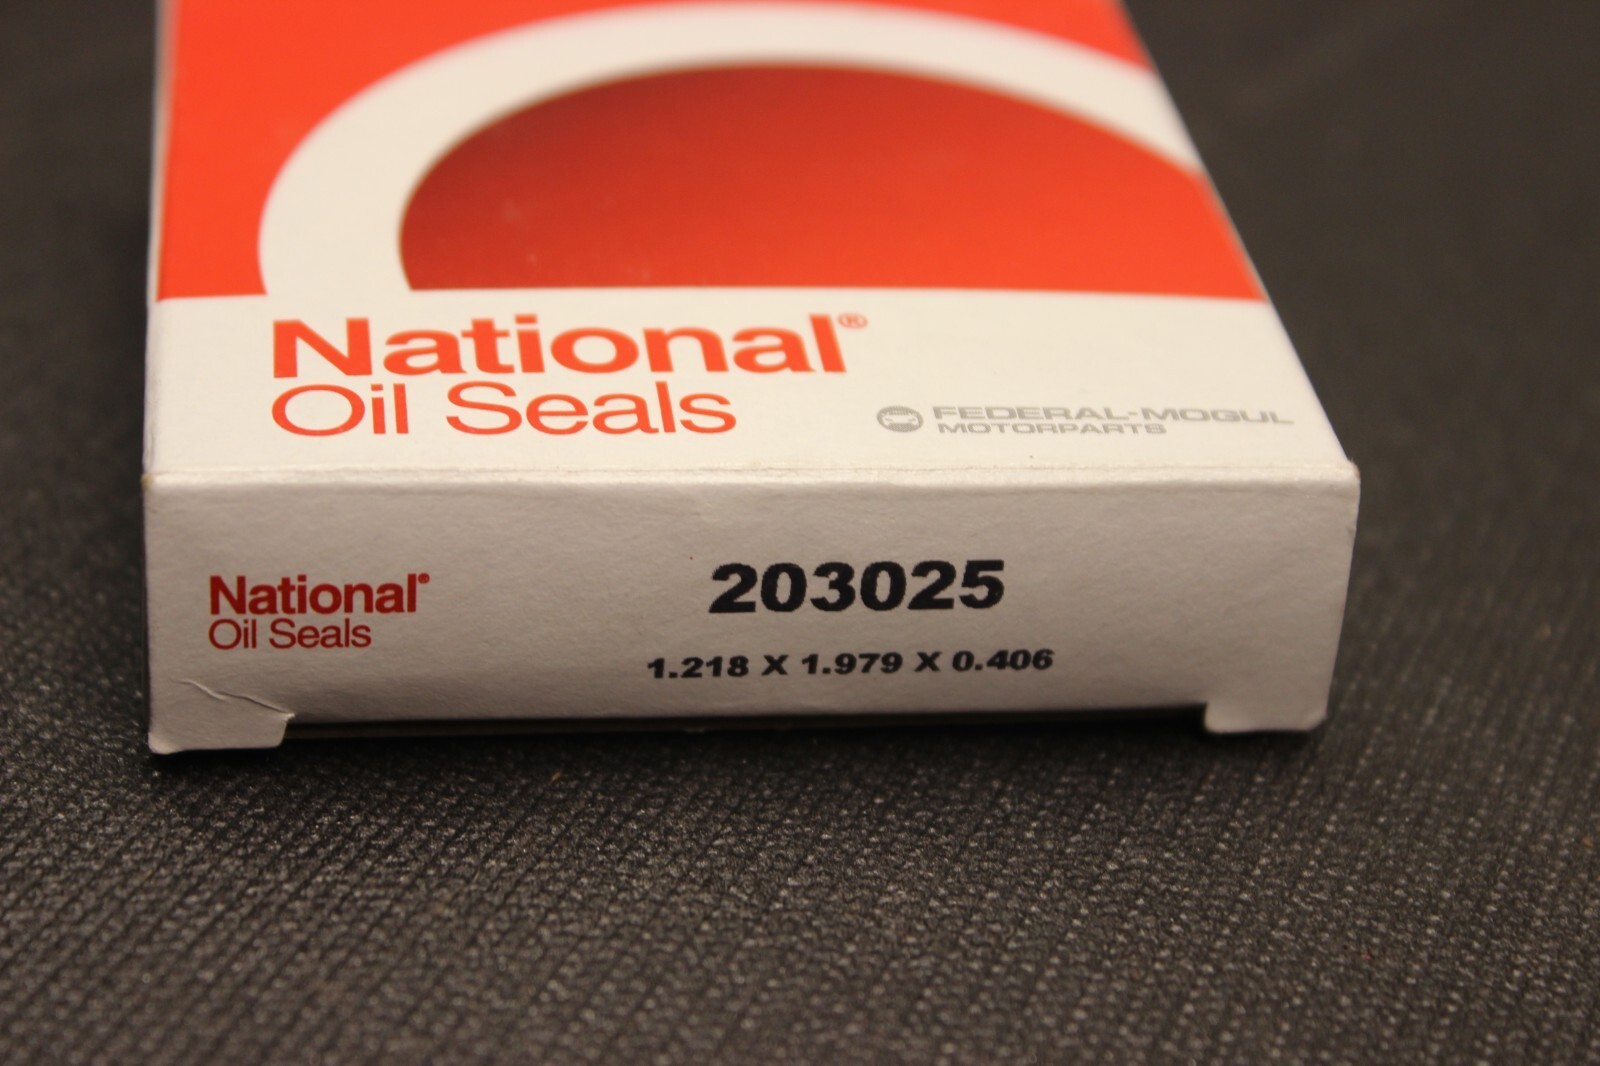 National®
Oil Seals
FEDERAL-MOGUL
MOTORPARTS
National®
Oil Seals
203025
1.218 X 1.979 X 0.406